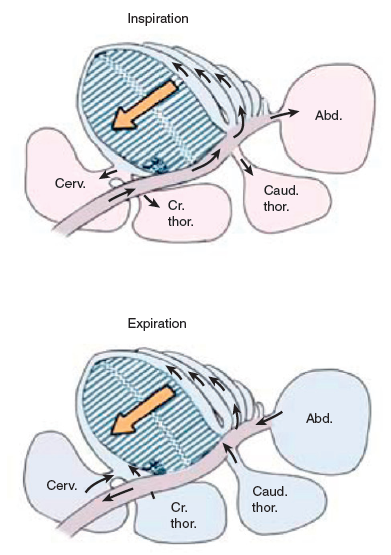 Inspiration
Abd.
Cerv.
Cr.
thor.
Caud.
thor.
Expiration
Abd.
Cerv.
Cr.
thor.
Caud.
thor.